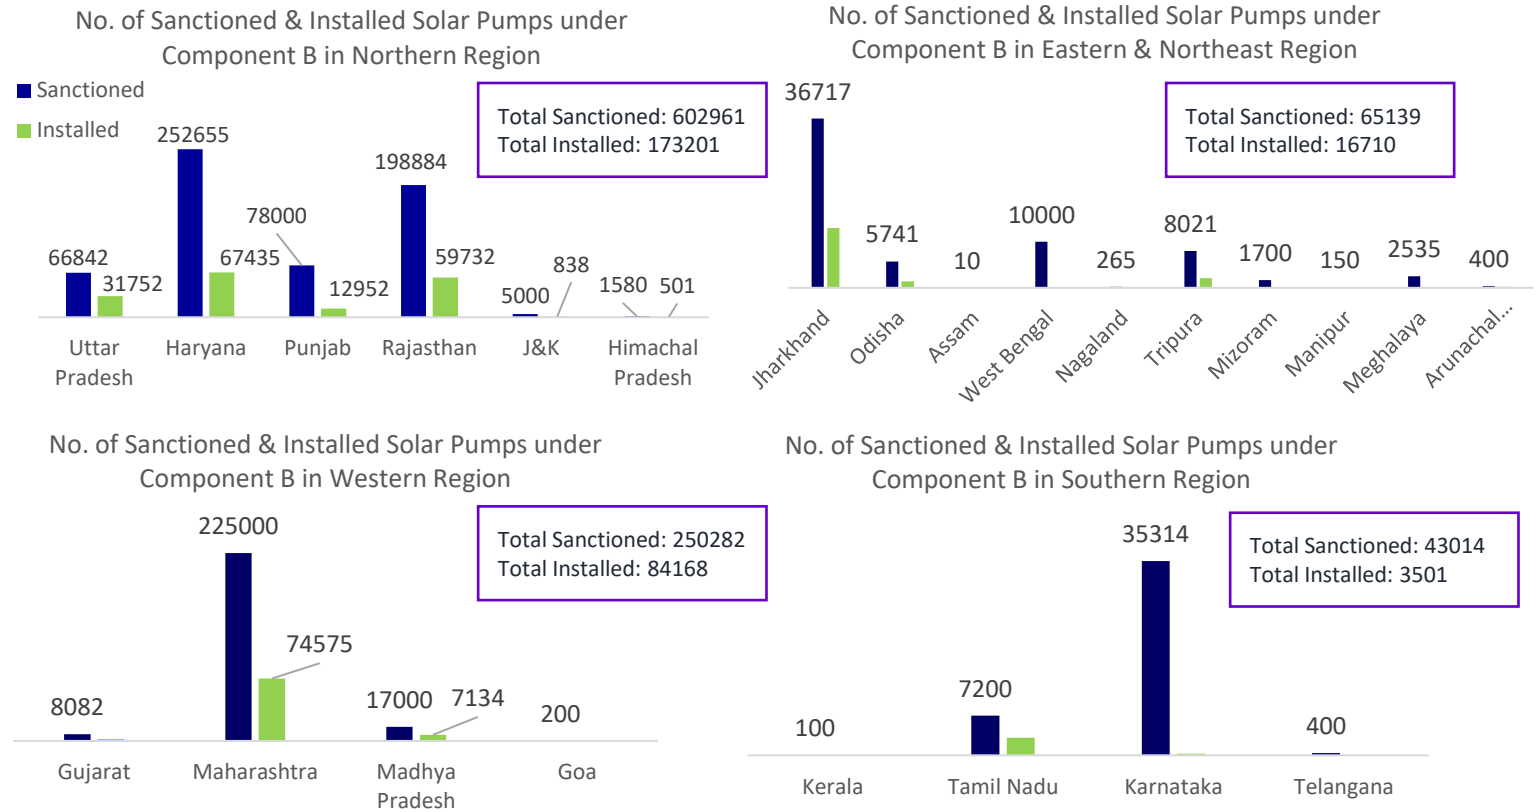 No. of Sanctioned & Installed Solar Pumps under
Component B in Northern Region
Sanctioned
Installed
Total Sanctioned: 602961
Total Installed: 173201
66842
31752
252655
67435
78000
12952
198884
59732
5000
838
1580
501
Uttar
Pradesh
Haryana
Punjab
Rajasthan
J&K
Himachal
Pradesh
No. of Sanctioned & Installed Solar Pumps under
Component B in Eastern & Northeast Region
Total Sanctioned: 65139
Total Installed: 16710
36717
5741
10
10000
265
8021
1700
150
2535
400
Jharkhand
Odisha
Assam
West Bengal
Nagaland
Tripura
Mizoram
Manipur
Meghalaya
Arunachal...
No. of Sanctioned & Installed Solar Pumps under
Component B in Western Region
Total Sanctioned: 250282
Total Installed: 84168
8082
225000
74575
17000
7134
200
Gujarat
Maharashtra
Madhya
Pradesh
Goa
No. of Sanctioned & Installed Solar Pumps under
Component B in Southern Region
Total Sanctioned: 43014
Total Installed: 3501
100
7200
35314
400
Kerala
Tamil Nadu
Karnataka
Telangana